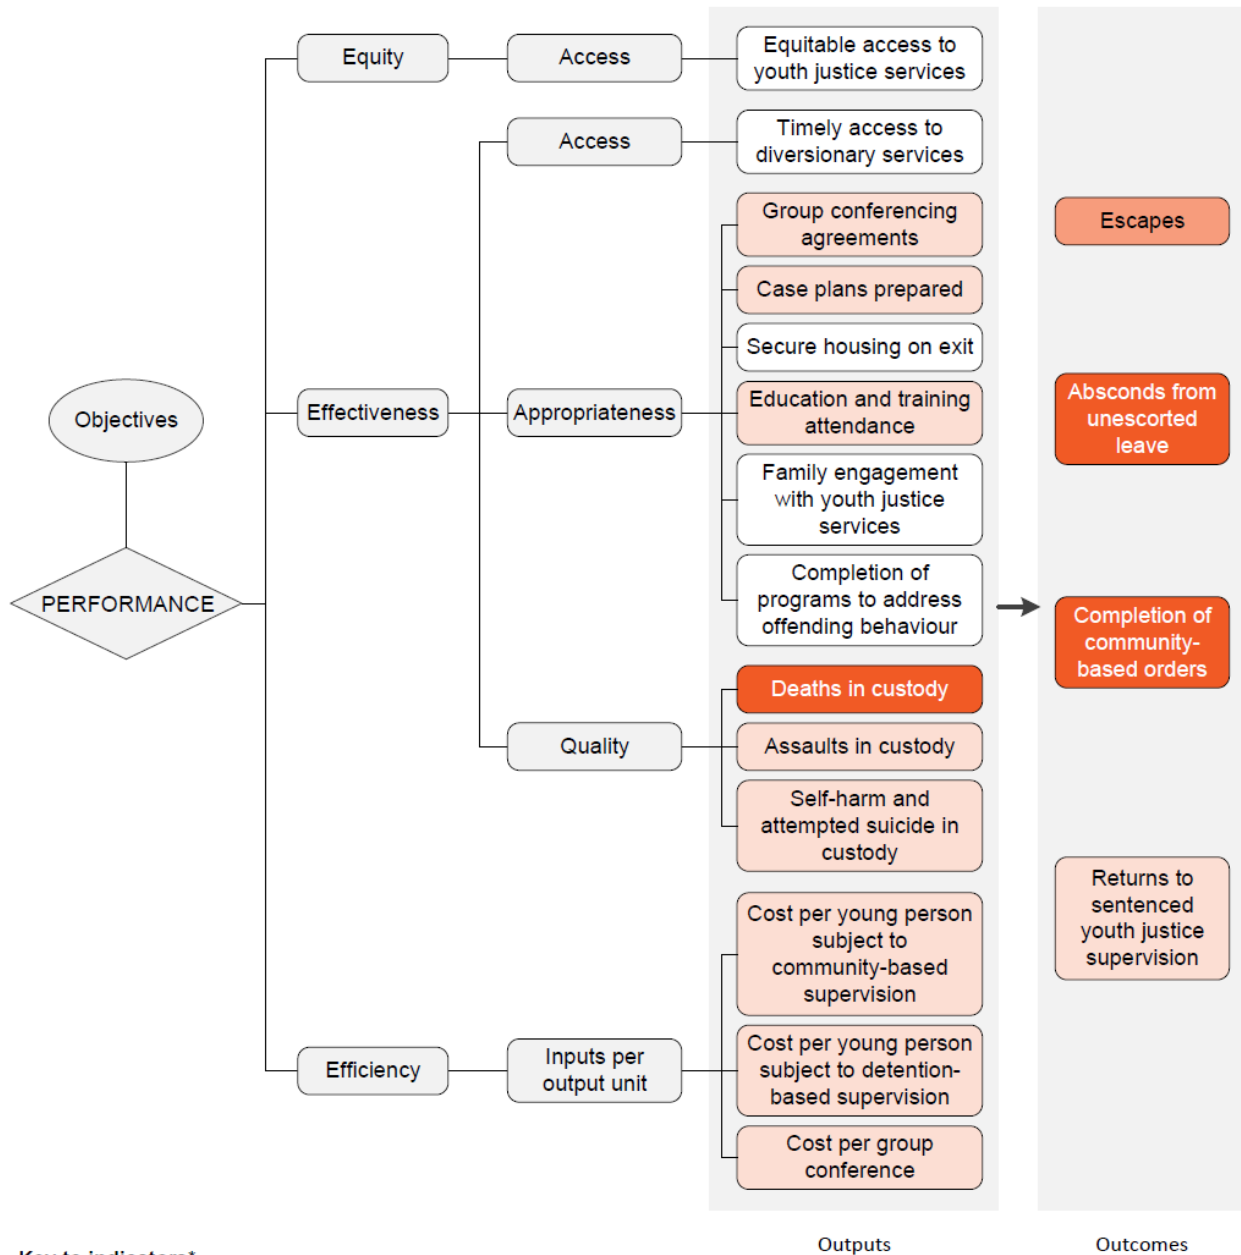 Equity
Access
Equitable access to
youth justice services
Access
Timely access to
diversionary services
Group conferencing
agreements
Escapes
Case plans prepared
Secure housing on exit
Objectives
Effectiveness
Appropriateness
Education and training
attendance
Absconds from
unescorted
leave
Family engagement
with youth justice
services
PERFORMANCE
Completion of
programs to address
offending behaviour
Completion of
community-
based orders
Deaths in custody
Quality
Assaults in custody
Self-harm and
attempted suicide in
custody
Returns to
sentenced
youth justice
supervision
Cost per young person
subject to
community-based
supervision
Efficiency
Inputs per
output unit
Cost per young person
subject to detention-
based supervision
Cost per group
conference
Outputs
Outcomes
Key to indicators*